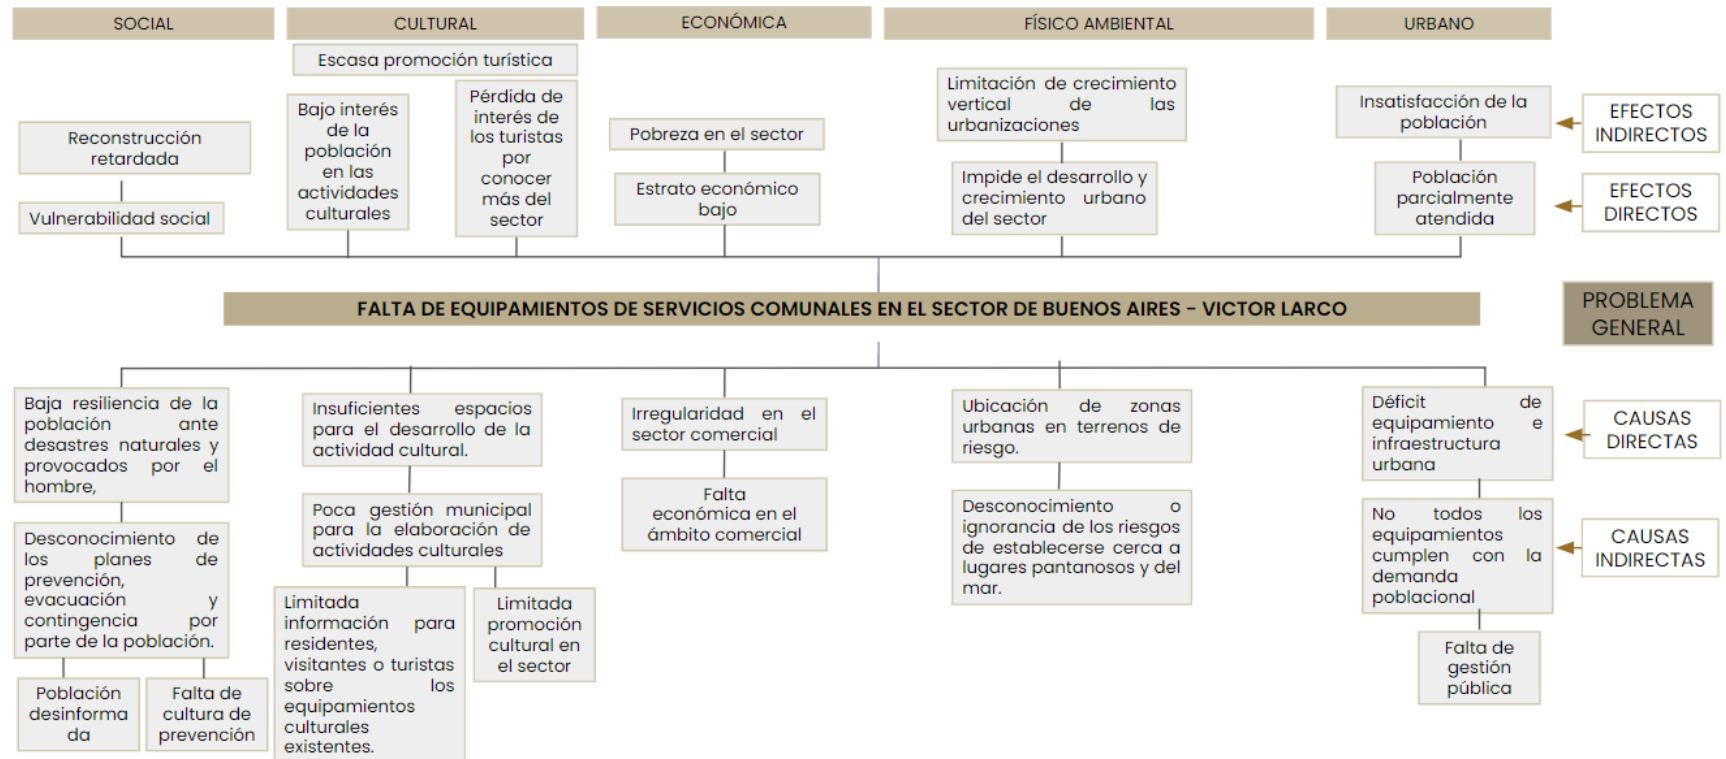 SOCIAL
CULTURAL
ECONÓMICA
FÍSICO AMBIENTAL
URBANO
Escasa promoción turística
Reconstrucción
retardada
Vulnerabilidad social
Bajo interés
de la
población
en las
actividades
culturales
Pérdida de
interés de
los turistas
por
conocer
más del
sector
Pobreza en el sector
Estrato económico
bajo
Limitación de crecimiento
vertical de las
urbanizaciones
Impide el desarrollo y
crecimiento urbano
del sector
Insatisfacción de la
población
Población
parcialmente
atendida
EFECTOS
INDIRECTOS
EFECTOS
DIRECTOS
FALTA DE EQUIPAMIENTOS DE SERVICIOS COMUNALES EN EL SECTOR DE BUENOS AIRES - VICTOR LARCO
PROBLEMA
GENERAL
Baja resiliencia de la
población ante
desastres naturales y
provocados por el
hombre,
Desconocimiento de
los planes de
prevención,
evacuación y
contingencia por
parte de la población.
Población
desinforma
da
Falta de
cultura de
prevención
Insuficientes espacios
para el desarrollo de la
actividad cultural.
Poca gestión municipal
para la elaboración de
actividades culturales
Limitada
información para
residentes,
visitantes o turistas
sobre los
equipamientos
culturales
existentes.
Limitada
promoción
cultural en
el sector
Irregularidad en el
sector comercial
Falta
económica en el
ámbito comercial
Ubicación de zonas
urbanas en terrenos de
riesgo.
Desconocimiento o
ignorancia de los riesgos
de establecerse cerca a
lugares pantanosos y del
mar.
Déficit de
equipamiento e
infraestructura
urbana
No todos los
equipamientos
cumplen con la
demanda
poblacional
Falta de
gestión
pública
CAUSAS
DIRECTAS
CAUSAS
INDIRECTAS